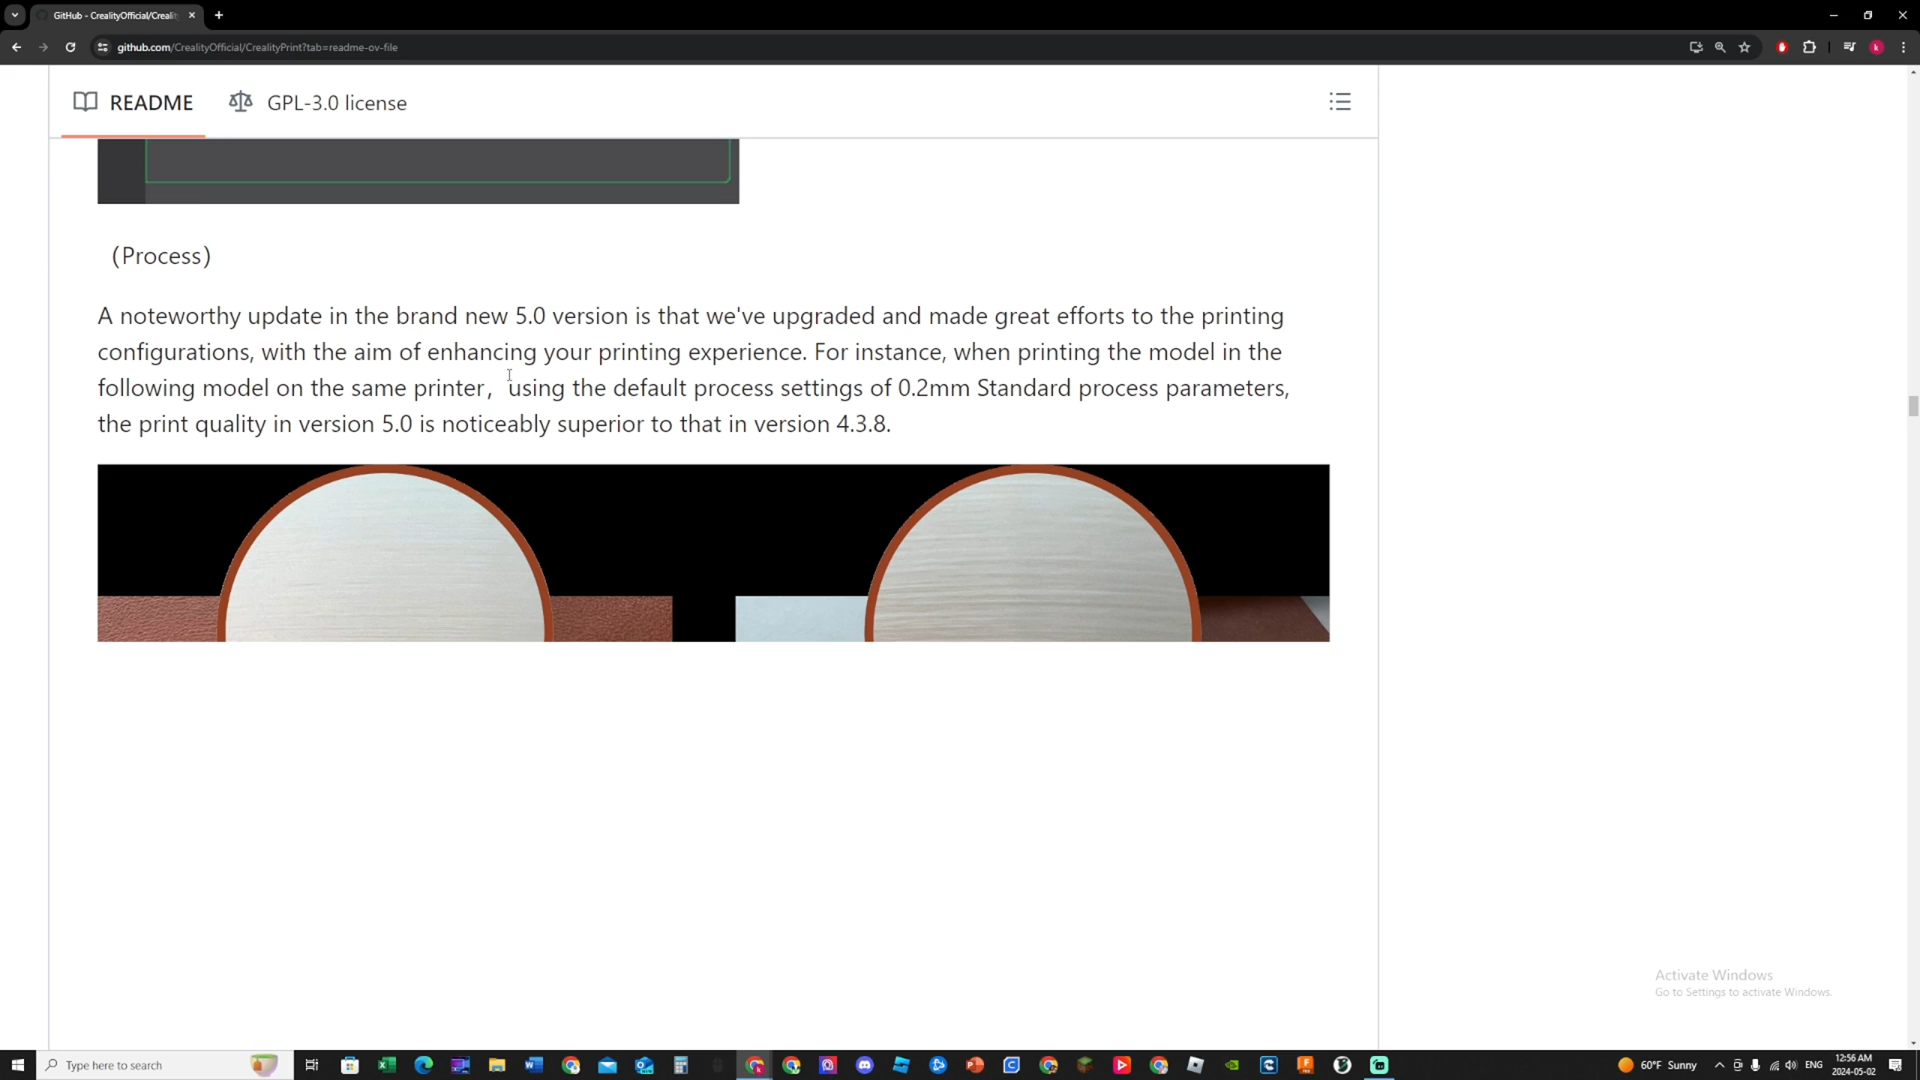 GitHub - CrealityOfficial/Creali
github.com/CrealityOfficial/CrealityPrint?tab=readme-ov-file
README
GPL-3.0 license
(Process)
A noteworthy update in the brand new 5.0 version is that we've upgraded and made great efforts to the printing
configurations, with the aim of enhancing your printing experience. For instance, when printing the model in the
following model on the same printer，using the default process settings of 0.2mm Standard process parameters,
the print quality in version 5.0 is noticeably superior to that in version 4.3.8.
Activate Windows
Go to Settings to activate Windows.
Type here to search
60°F Sunny
ENG
12:56 AM
2024-05-02